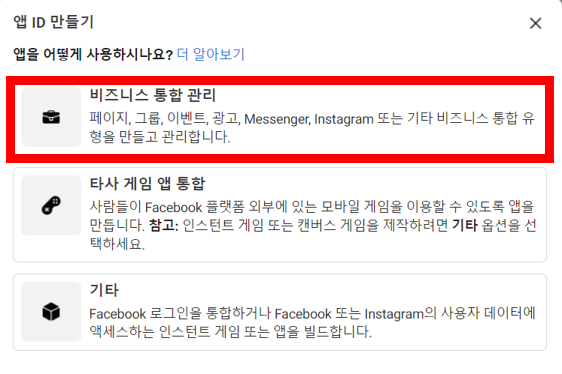 앱 ID 만들기
앱을 어떻게 사용하시나요? 더 알아보기
비즈니스 통합 관리
페이지, 그룹, 이벤트, 광고, Messenger, Instagram 또는 기타 비즈니스 통합 유
형을 만들고 관리합니다.
타사 게임 앱 통합
사람들이 Facebook 플랫폼 외부에 있는 모바일 게임을 이용할 수 있도록 앱을
만듭니다. 참고: 인스턴트 게임 또는 캔버스 게임을 제작하려면 기타 옵션을 선
택하세요.
기타
Facebook 로그인을 통합하거나 Facebook 또는 Instagram의 사용자 데이터에
액세스하는 인스턴트 게임 또는 앱을 빌드합니다.